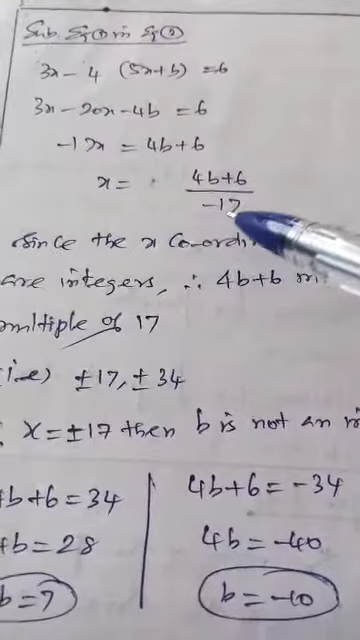 Sub Eq ① in Eq ②
3x - 4 (5x+b) = 6
3x - 20x - 4b = 6
-17x = 4b+6
x = 4b+6 / -17
since the x co-ordi
are integers, ∴ 4b+6
multiple of 17
(i.e) ±17, ±34
x = ±17 then b is not an
4b+6 = 34 | 4b+6 = -34
4b = 28 | 4b = -40
b = 7 | b = -10